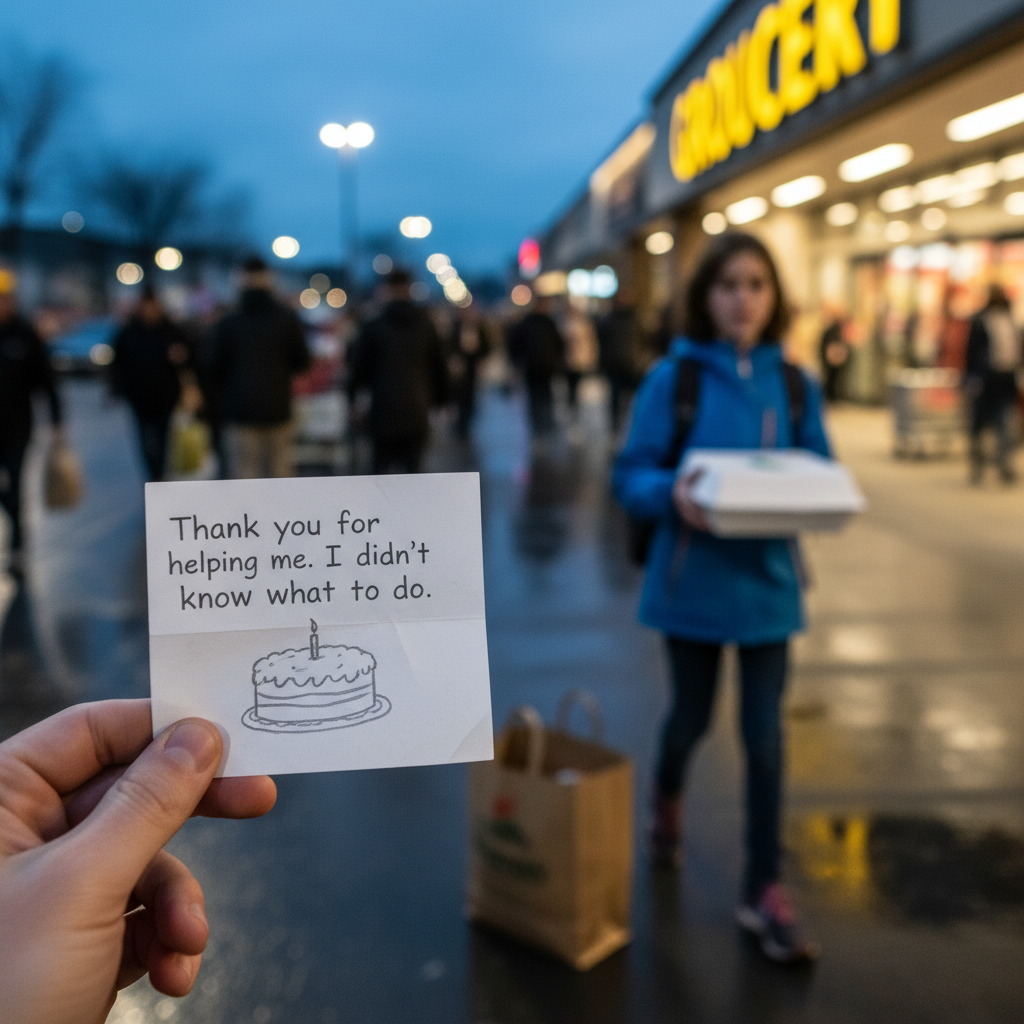 Thank you for
helping me. I didn't
know what to do.